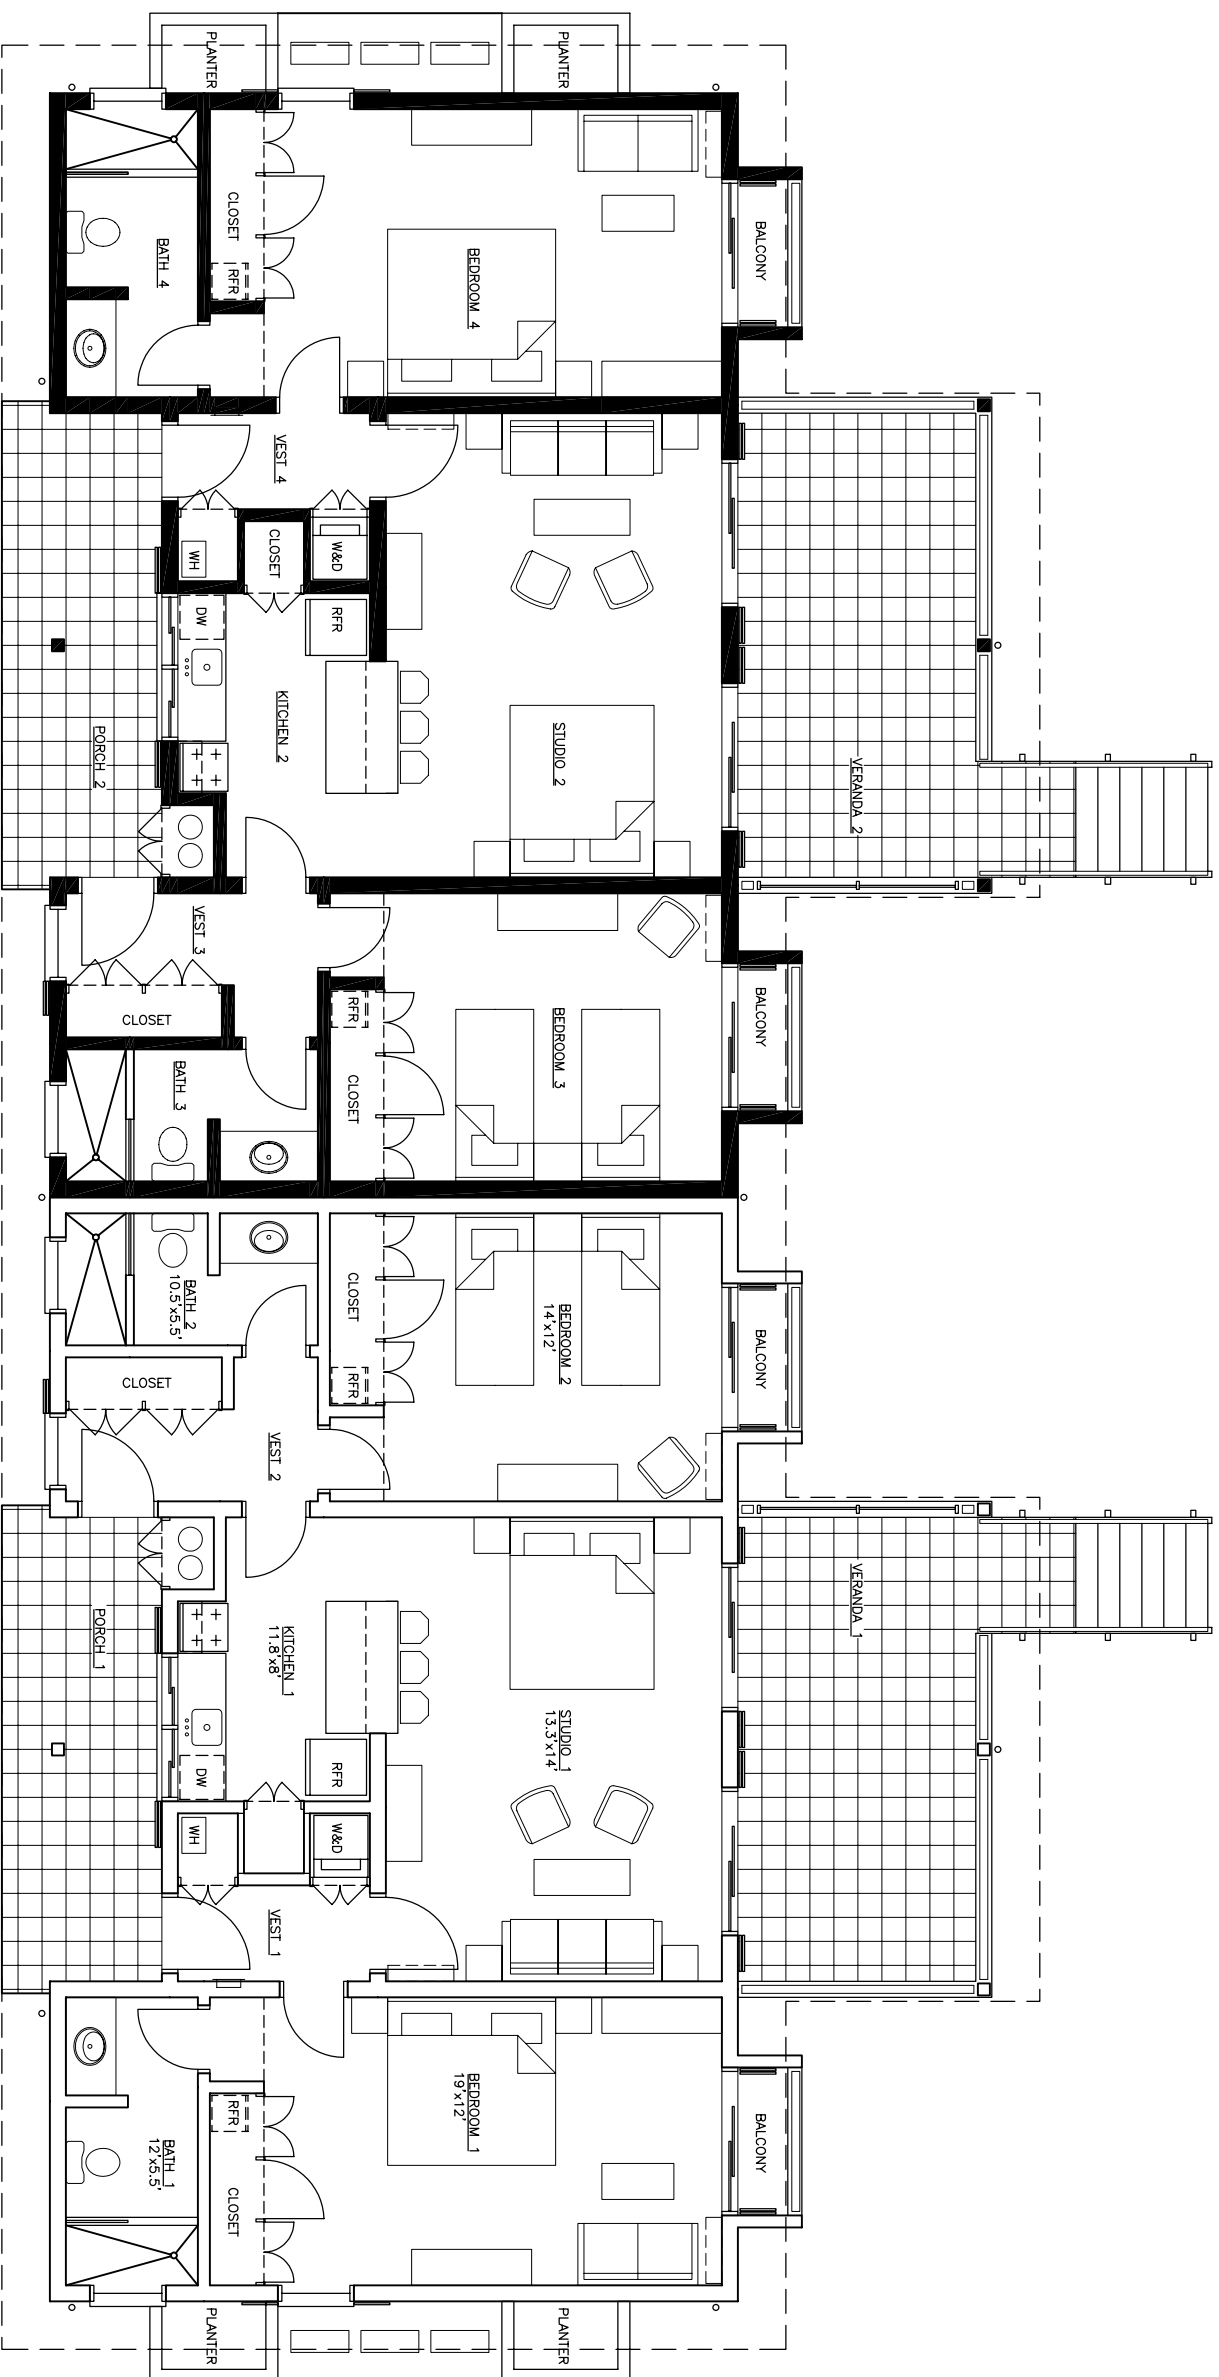 PLANTER
PLANTER
BATH 4
CLOSET
RFR
BEDROOM 4
BALCONY
VEST 4
WH
CLOSET
W&D
DW
RFR
KITCHEN 2
STUDIO 2
PORCH 2
VERANDA 2
VEST 3
CLOSET
BATH 3
RFR
CLOSET
BEDROOM 3
BALCONY
BATH 2
10.5'x5.5'
CLOSET
RFR
BEDROOM 2
14'x12'
BALCONY
CLOSET
VEST 2
PORCH 1
KITCHEN 1
11.8'x8'
STUDIO 1
13.3'x14'
VERANDA 1
DW
RFR
WH
W&D
VEST 1
BATH 1
12'x5.5'
RFR
CLOSET
BEDROOM 1
19'x12'
BALCONY
PLANTER
PLANTER